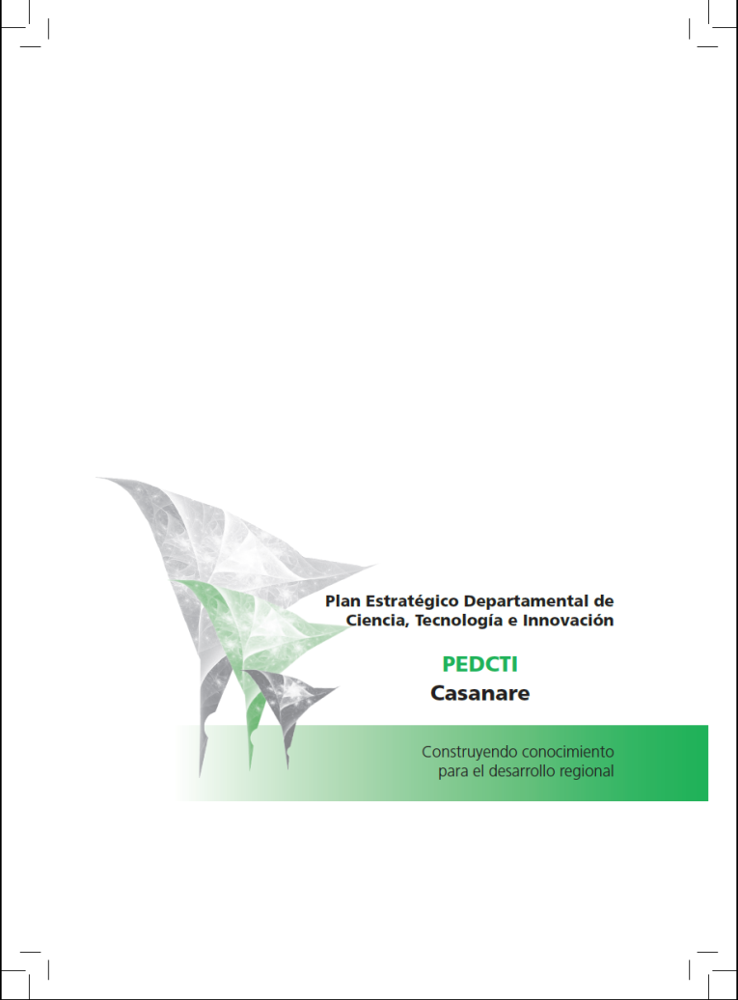 Plan Estratégico Departamental de
Ciencia, Tecnología e Innovación
PEDCTI
Casanare
Construyendo conocimiento
para el desarrollo regional